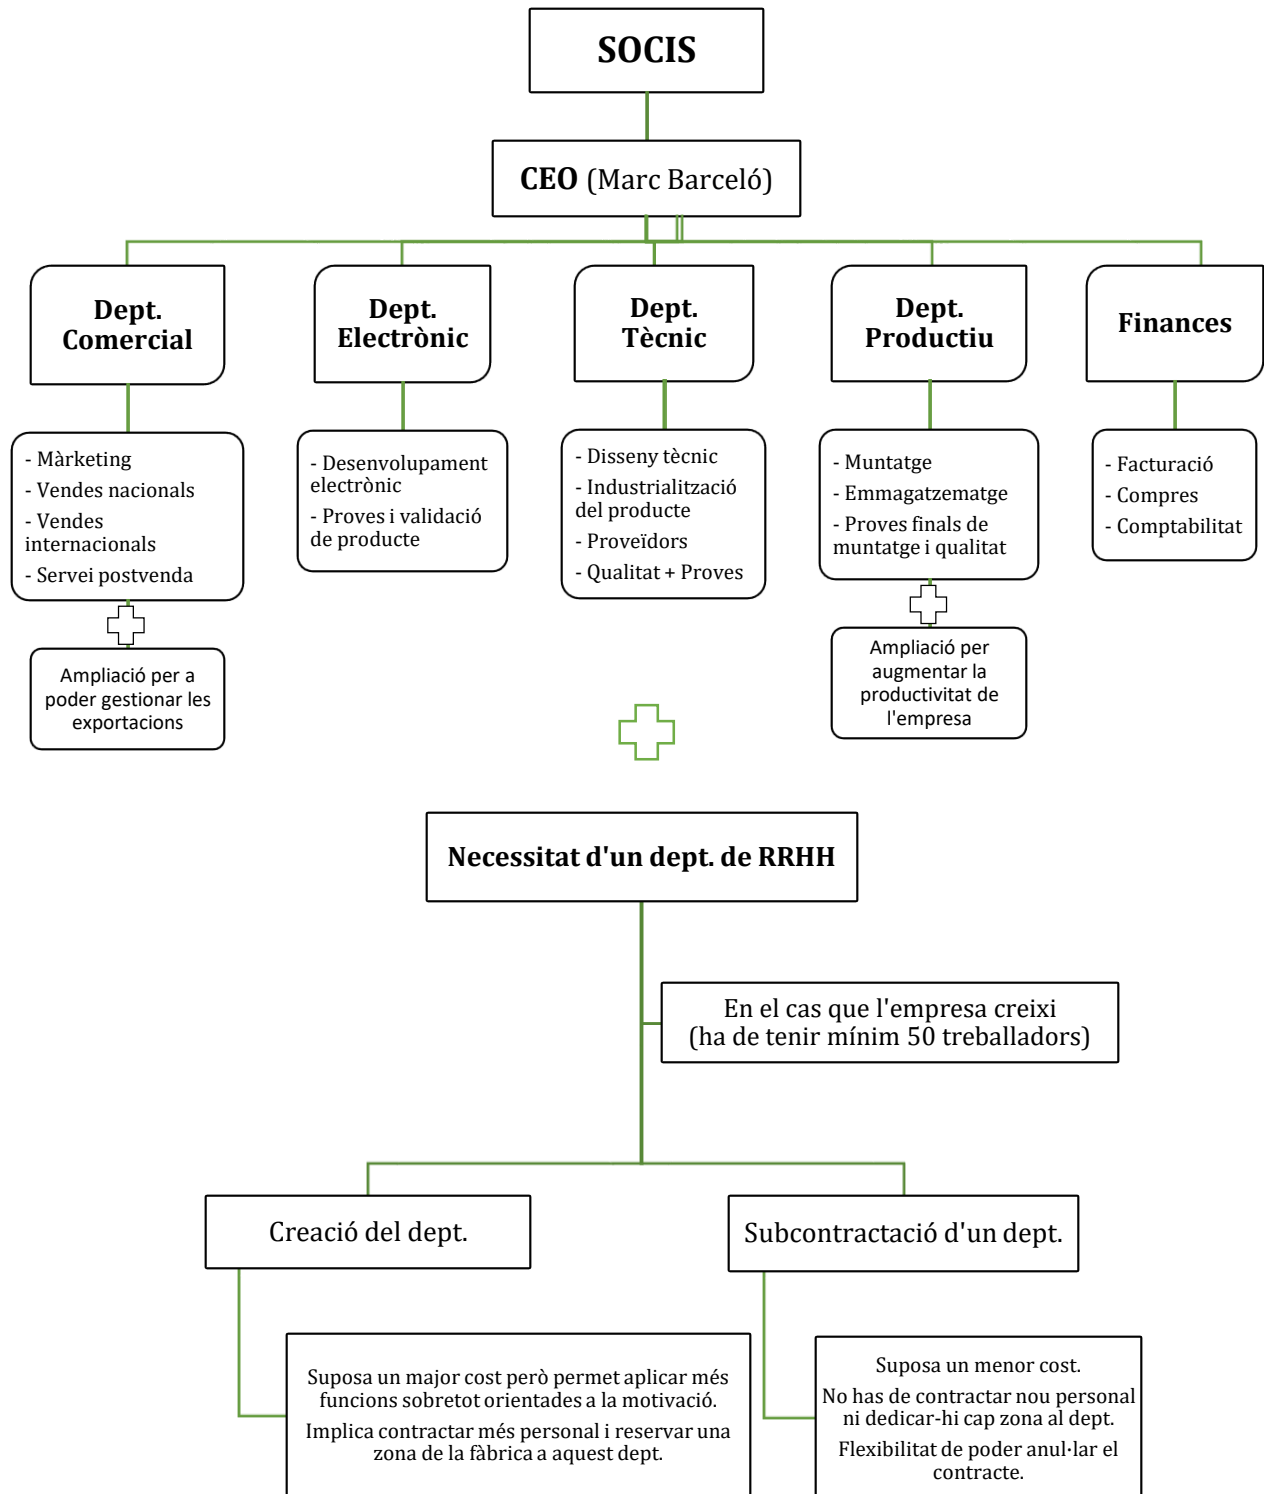 SOCIS
CEO (Marc Barceló)
Dept.
Comercial
Dept.
Electrònic
Dept.
Tècnic
Dept.
Productiu
Finances
- Màrketing
- Vendes nacionals
- Vendes
internacionals
- Servei postvenda
- Desenvolupament
electrònic
- Proves i validació
de producte
- Disseny tècnic
- Industrialització
del producte
- Proveïdors
- Qualitat + Proves
- Muntatge
- Emmagatzematge
- Proves finals de
muntatge i qualitat
- Facturació
- Compres
- Comptabilitat
Ampliació per a
poder gestionar les
exportacions
Ampliació per
augmentar la
productivitat de
l'empresa
Necessitat d'un dept. de RRHH
En el cas que l'empresa creixi
(ha de tenir mínim 50 treballadors)
Creació del dept.
Subcontractació d'un dept.
Suposa un major cost però permet aplicar més
funcions sobretot orientades a la motivació.
Implica contractar més personal i reservar una
zona de la fàbrica a aquest dept.
Suposa un menor cost.
No has de contractar nou personal
ni dedicar-hi cap zona al dept.
Flexibilitat de poder anul·lar el
contracte.